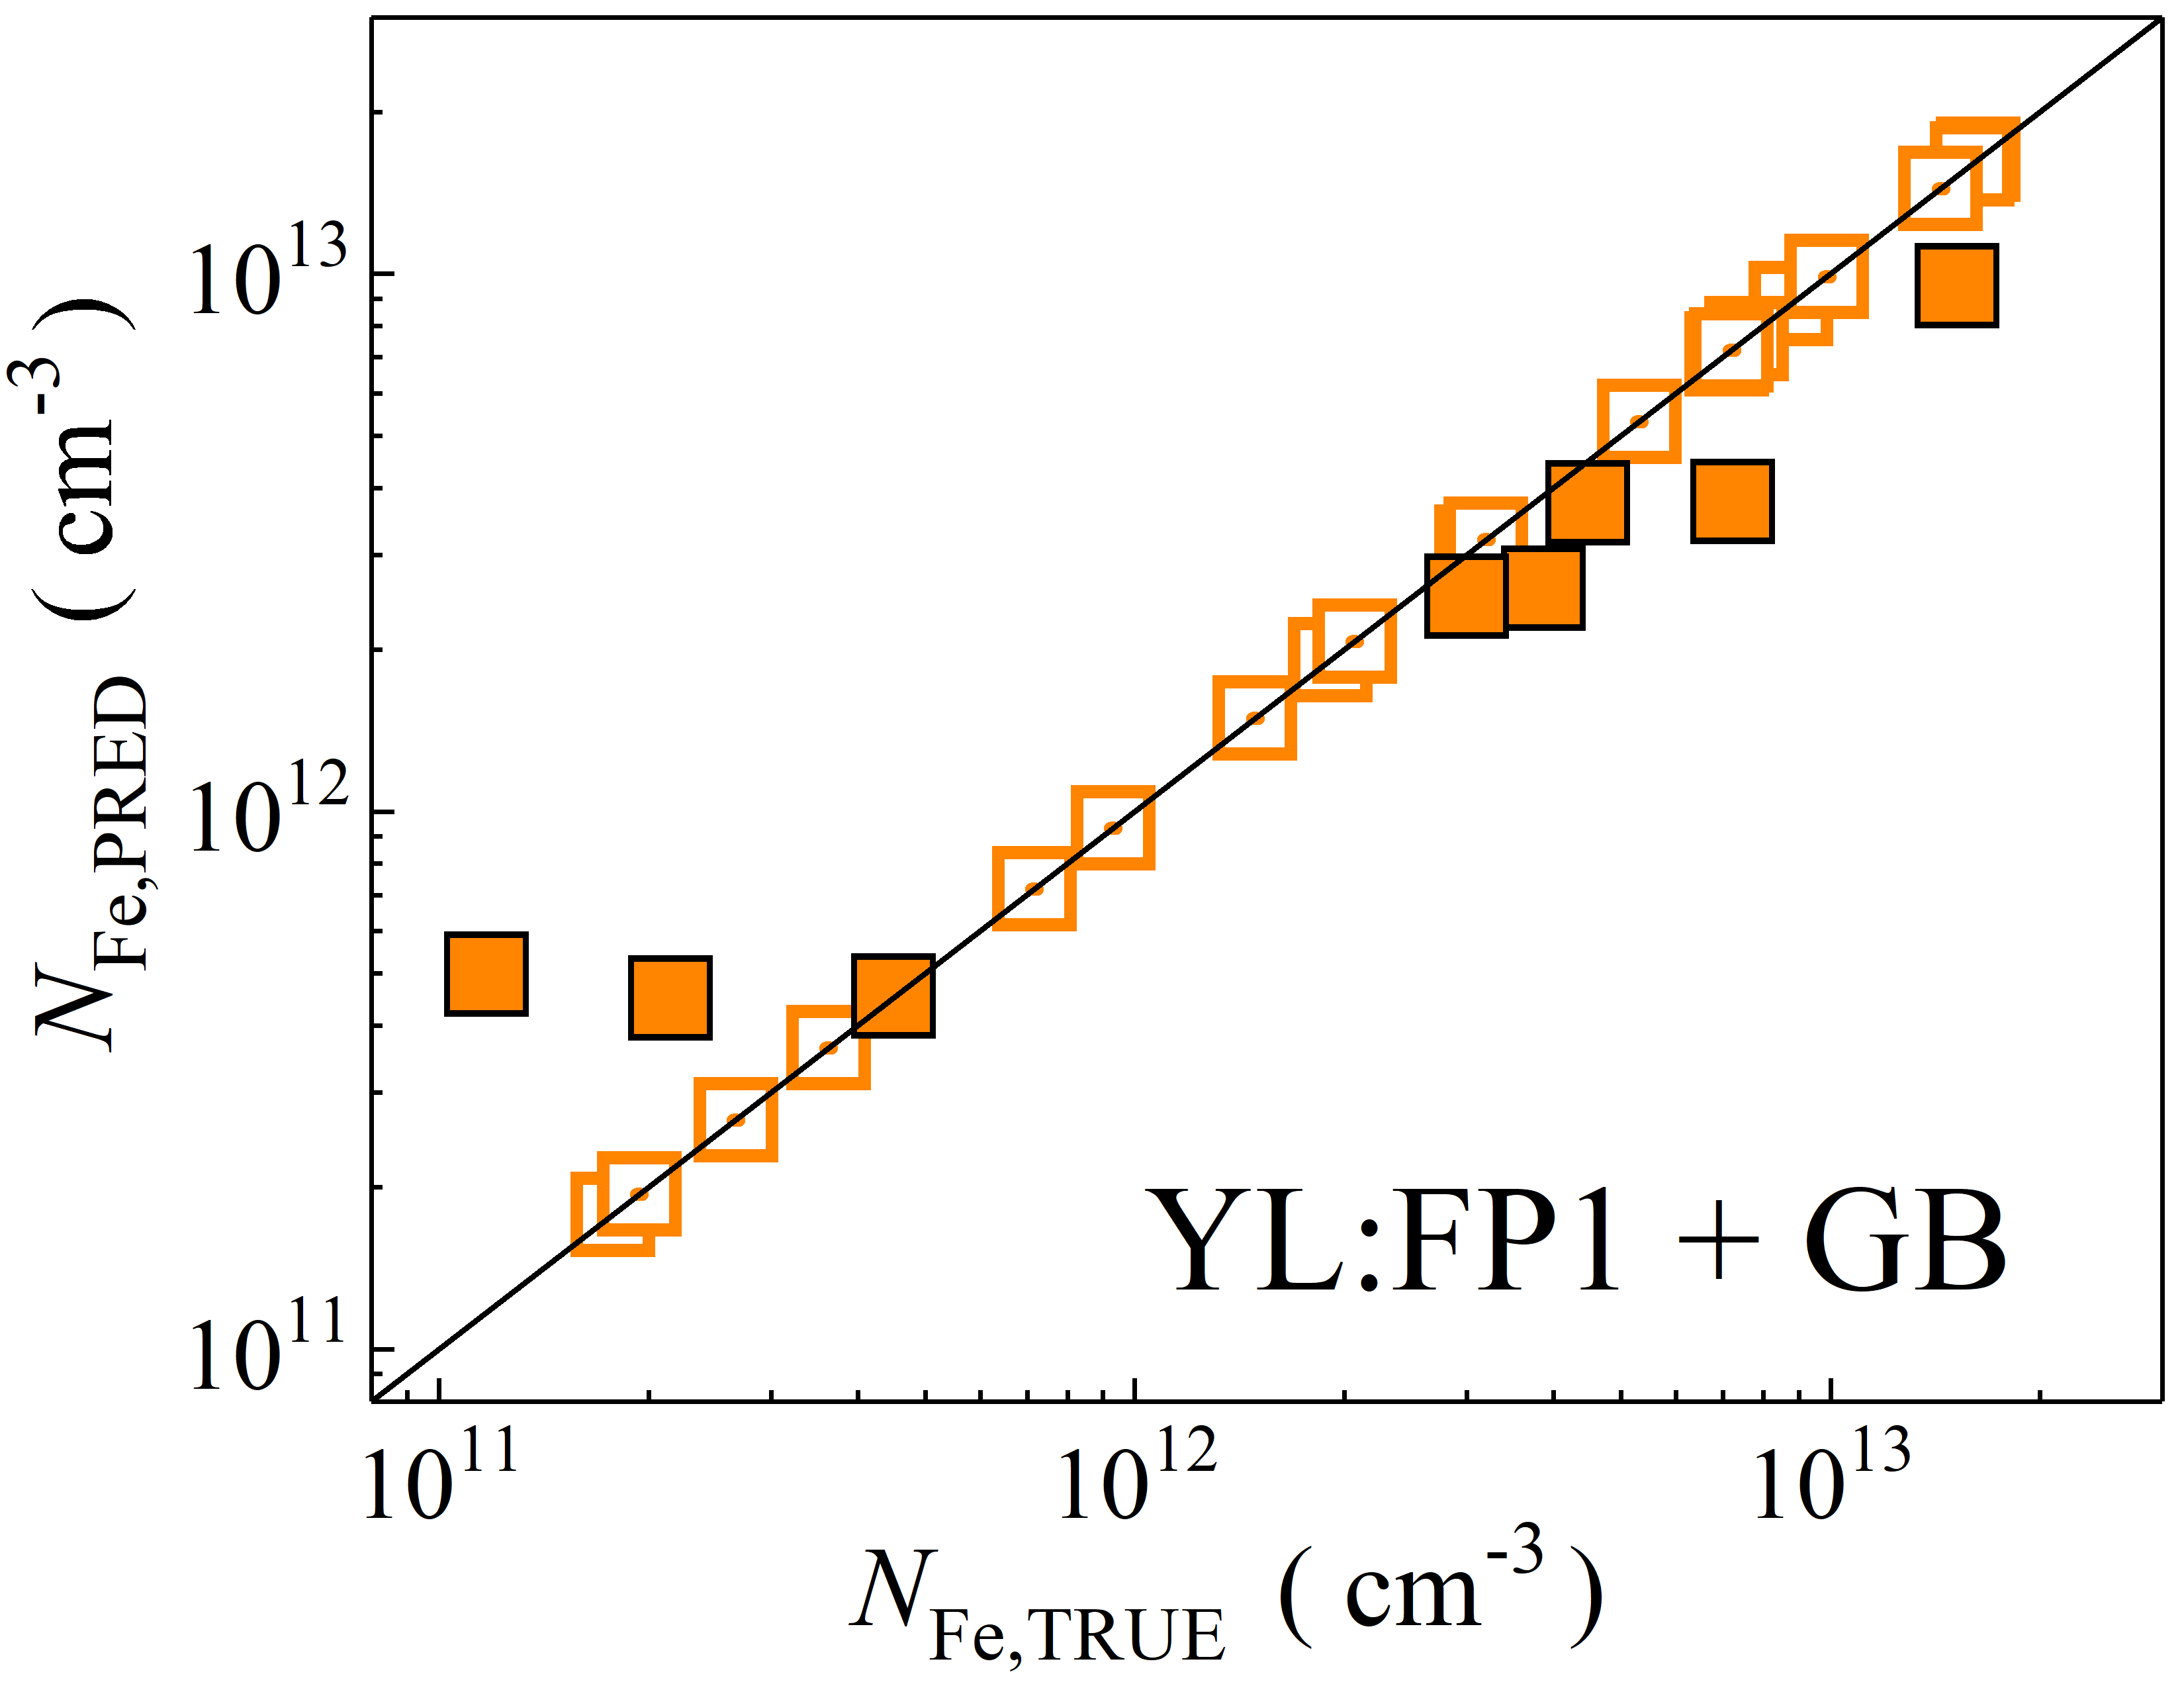 N_Fe,PRED ( cm^-3 )
10^13
10^12
10^11
YL:FP1 + GB
10^11 10^12 10^13
N_Fe,TRUE ( cm^-3 )